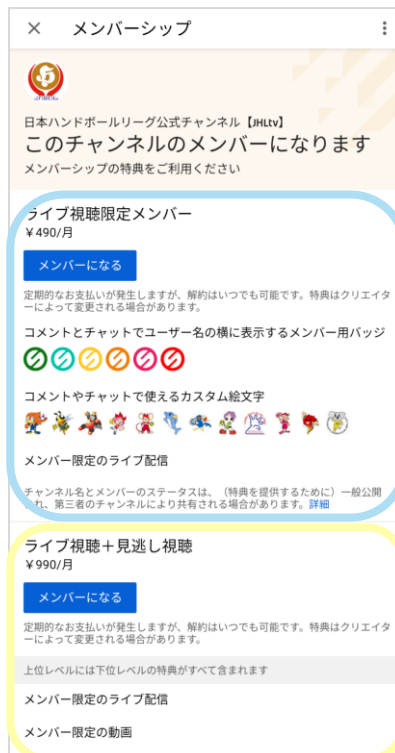 メンバーシップ
日本ハンドボールリーグ公式チャンネル【JHLtv】
このチャンネルのメンバーになります
メンバーシップの特典をご利用ください
ライブ視聴限定メンバー
¥490/月
メンバーになる
定期的なお支払いが発生しますが、解約はいつでも可能です。特典はクリエイタ
ーによって変更される場合があります。
コメントとチャットでユーザー名の横に表示するメンバー用バッジ
コメントやチャットで使えるカスタム絵文字
メンバー限定のライブ配信
チャンネル名とメンバーのステータスは、（特典を提供するために）一般公開
され、第三者のチャンネルにより共有される場合があります。詳細
ライブ視聴＋見逃し視聴
¥990/月
メンバーになる
定期的なお支払いが発生しますが、解約はいつでも可能です。特典はクリエイタ
ーによって変更される場合があります。
上位レベルには下位レベルの特典がすべて含まれます
メンバー限定のライブ配信
メンバー限定の動画